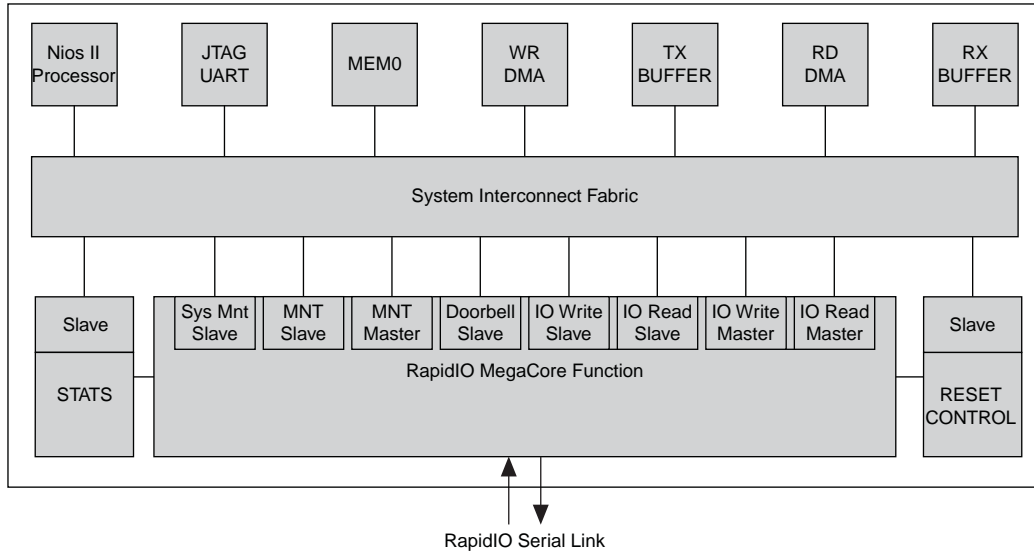 Nios II
Processor
JTAG
UART
MEM0
WR
DMA
TX
BUFFER
RD
DMA
RX
BUFFER
System Interconnect Fabric
Slave
Sys Mnt
Slave
MNT
Slave
MNT
Master
Doorbell
Slave
IO Write
Slave
IO Read
Slave
IO Write
Master
IO Read
Master
Slave
RapidIO MegaCore Function
STATS
RESET
CONTROL
RapidIO Serial Link